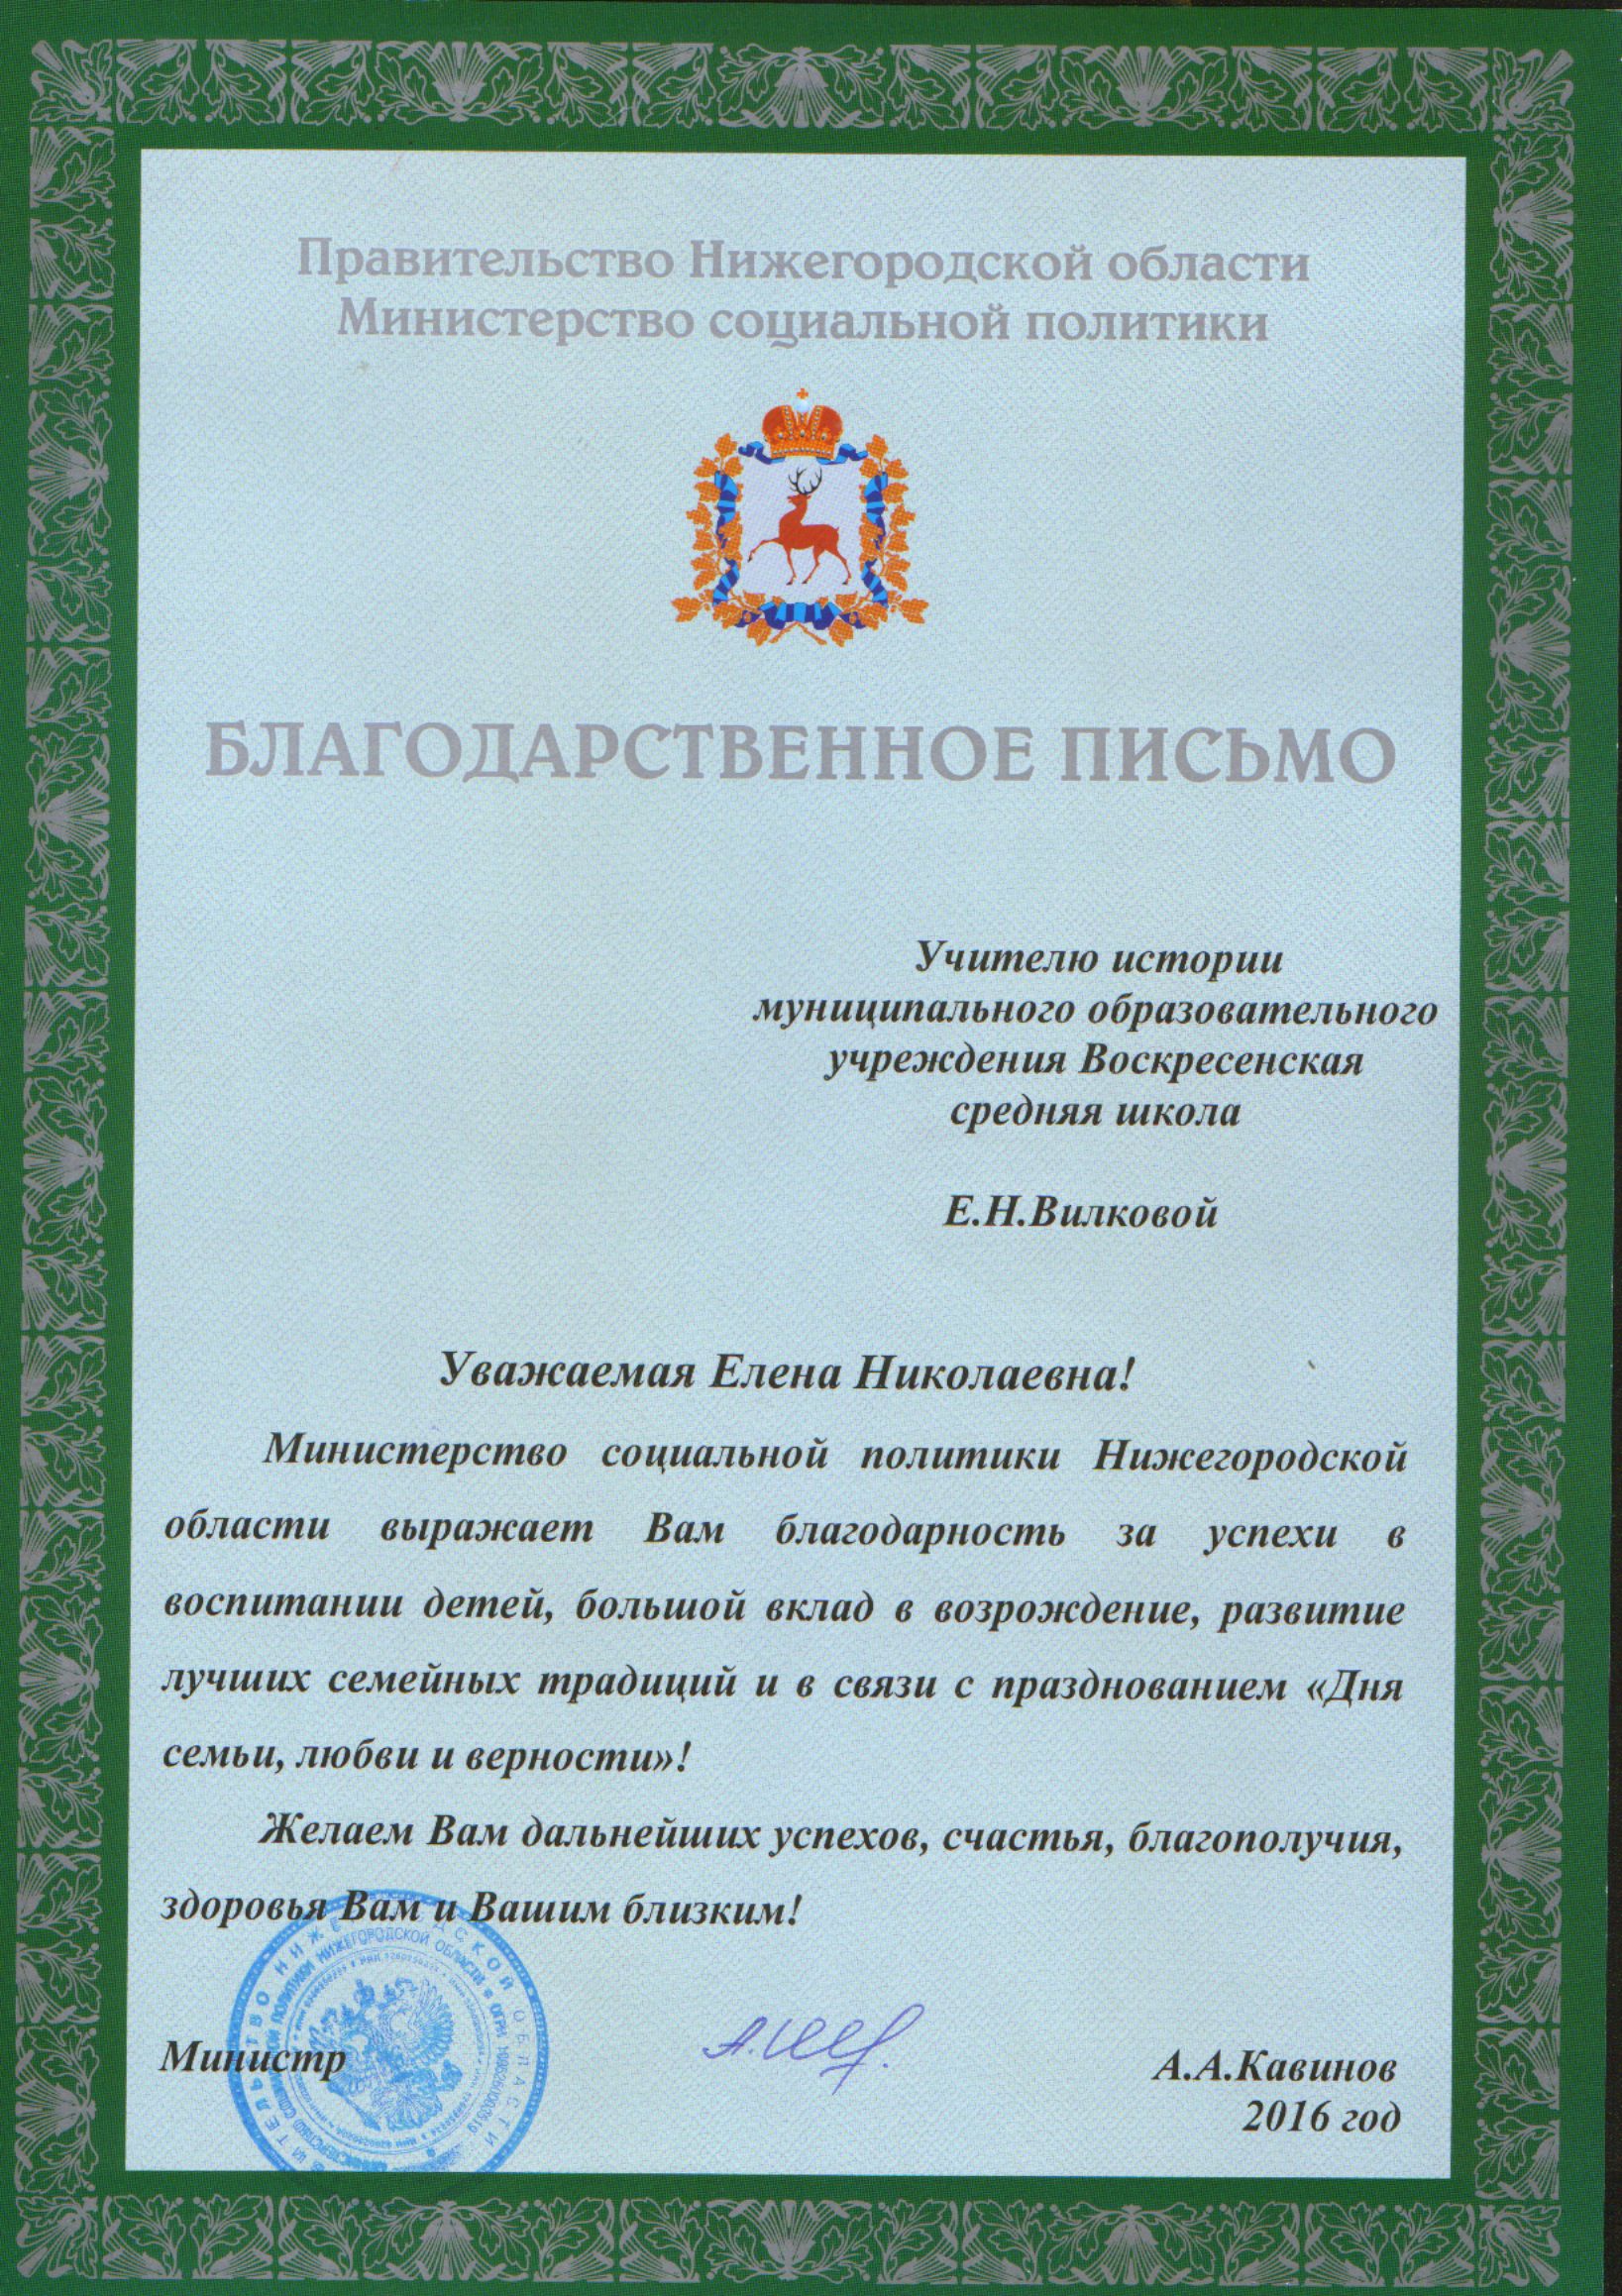 Правительство Нижегородской области
Министерство социальной политики
БЛАГОДАРСТВЕННОЕ ПИСЬМО
Учителю истории
муниципального образовательного
учреждения Воскресенская
средняя школа
Е.Н.Вилковой
Уважаемая Елена Николаевна!
Министерство социальной политики Нижегородской
области выражает Вам благодарность за успехи в
воспитании детей, большой вклад в возрождение, развитие
лучших семейных традиций и в связи с празднованием «Дня
семьи, любви и верности»!
Желаем Вам дальнейших успехов, счастья, благополучия,
здоровья Вам и Вашим близким!
Министр
А.А.Кавинов
2016 год